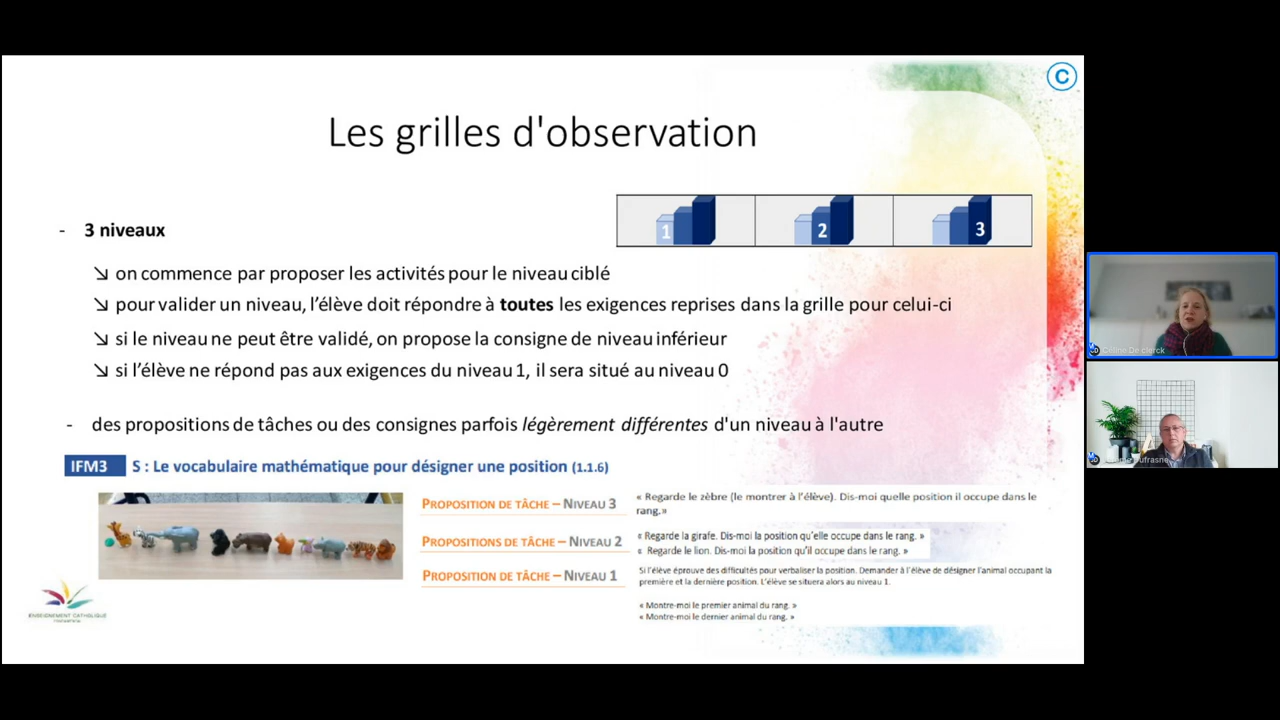 C
Les grilles d'observation
1 2 3
- 3 niveaux
↘ on commence par proposer les activités pour le niveau ciblé
↘ pour valider un niveau, l'élève doit répondre à toutes les exigences reprises dans la grille pour celui-ci
↘ si le niveau ne peut être validé, on propose la consigne de niveau inférieur
↘ si l'élève ne répond pas aux exigences du niveau 1, il sera situé au niveau 0
- des propositions de tâches ou des consignes parfois légèrement différentes d'un niveau à l'autre
IFM3 S : Le vocabulaire mathématique pour désigner une position (1.1.6)
PROPOSITION DE TÂCHE – NIVEAU 3
« Regarde le zèbre (le montrer à l'élève). Dis-moi quelle position il occupe dans le
rang.»
PROPOSITIONS DE TÂCHE – NIVEAU 2
« Regarde la girafe. Dis-moi la position qu'elle occupe dans le rang. »
« Regarde le lion. Dis-moi la position qu'il occupe dans le rang. »
PROPOSITION DE TÂCHE – NIVEAU 1
Si l'élève éprouve des difficultés pour verbaliser la position. Demander à l'élève de désigner l'animal occupant la
première et la dernière position. L'élève se situera alors au niveau 1.
« Montre-moi le premier animal du rang. »
« Montre-moi le dernier animal du rang. »
ENSEIGNEMENT CATHOLIQUE
Céline De clerck
ufrasne